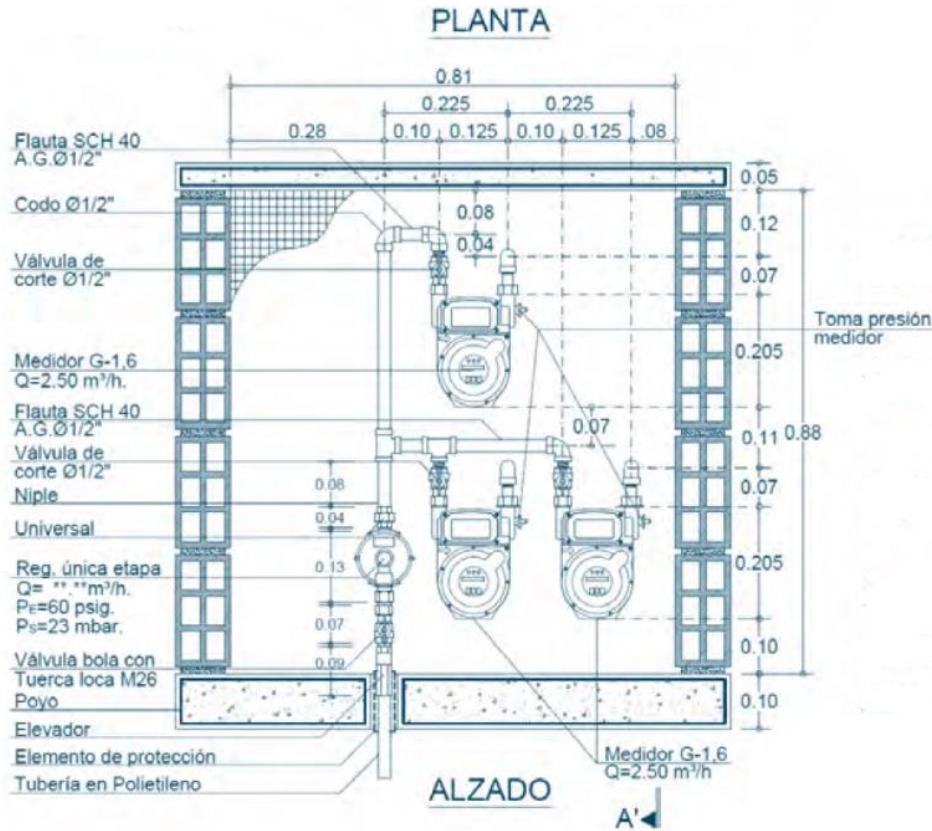 PLANTA
0.81
0.225 0.225
0.28 0.10 0.125 0.10 0.125 .08
Flauta SCH 40
A.G.Ø1/2"
Codo Ø1/2"
Válvula de
corte Ø1/2"
Medidor G-1,6
Q=2.50 m³/h.
Flauta SCH 40
A.G.Ø1/2"
Válvula de
corte Ø1/2"
Niple
Universal
Reg. única etapa
Q= **.**m³/h.
PE=60 psig.
PS=23 mbar.
Válvula bola con
Tuerca loca M26
Poyo
Elevador
Elemento de protección
Tubería en Polietileno
0.08
0.04
0.07
0.08
0.04
0.13
0.07
0.09
0.05
0.12
0.07
0.205
0.11
0.07
0.205
0.10
0.10
0.88
Toma presión
medidor
Medidor G-1,6
Q=2.50 m³/h
ALZADO
A'